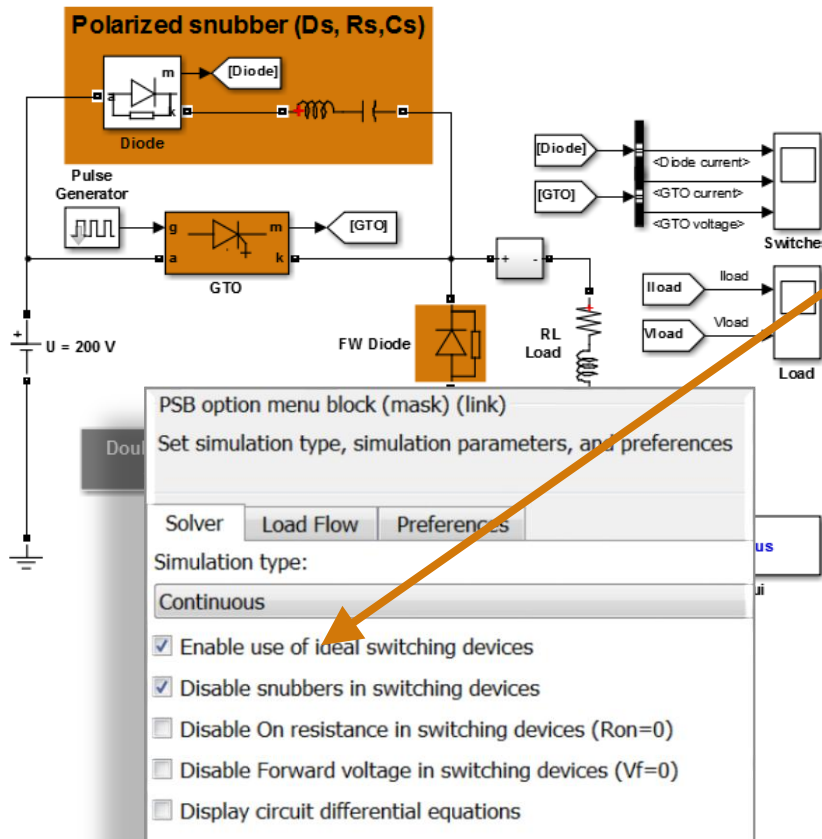 Polarized snubber (Ds, Rs,Cs)
m
[Diode]
a
k
Diode
Pulse
Generator
g
m
[GTO]
a
k
GTO
[Diode]
<Diode current>
[GTO]
<GTO current>
<GTO voltage>
Switche
Iload
Iload
Vload
Vload
Load
+
-
RL
Load
+
U = 200 V
FW Diode
Dou
PSB option menu block (mask) (link)
Set simulation type, simulation parameters, and preferences
Solver
Load Flow
Preferences
Simulation type:
Continuous
Enable use of ideal switching devices
Disable snubbers in switching devices
Disable On resistance in switching devices (Ron=0)
Disable Forward voltage in switching devices (Vf=0)
Display circuit differential equations
us
ui